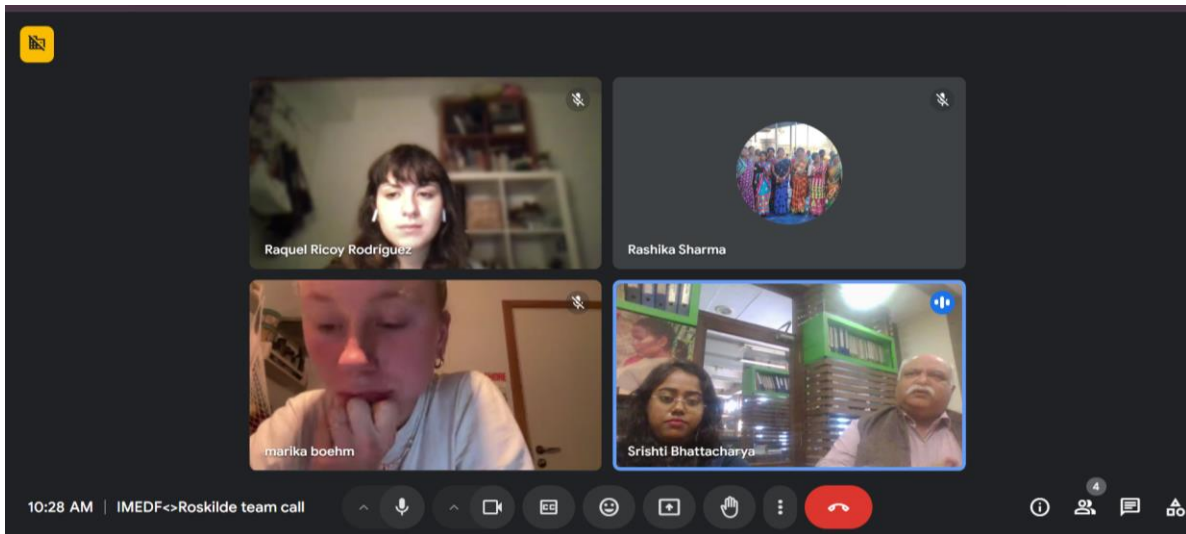 Raquel Ricoy Rodríguez
Rashika Sharma
marika boehm
Srishti Bhattacharya
10:28 AM | IMEDF<>Roskilde team call
CC
4